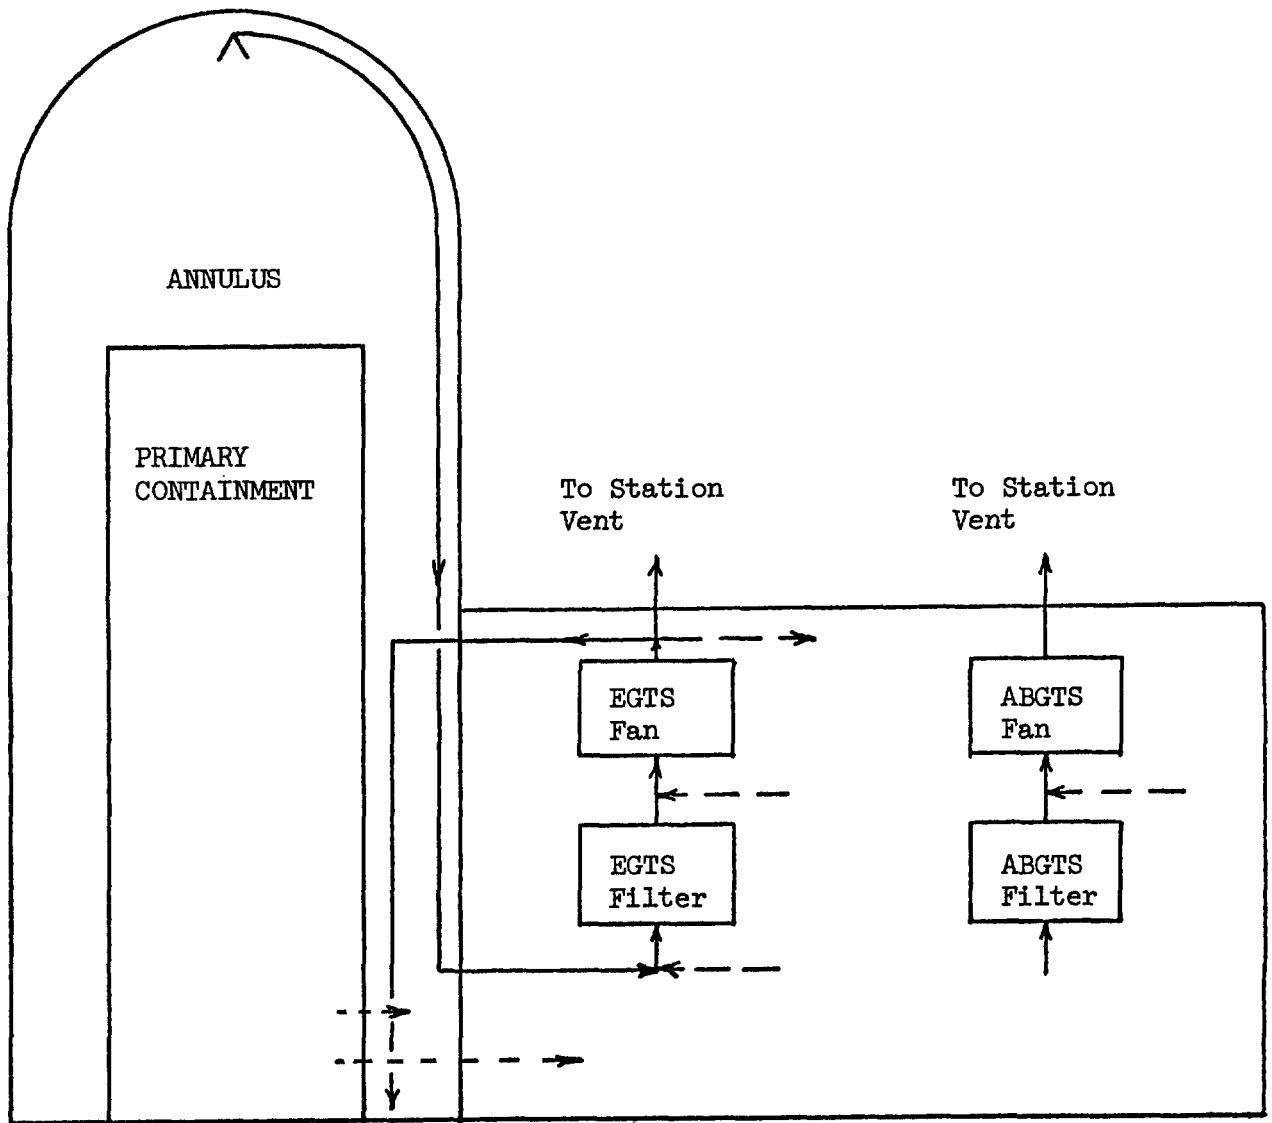 ANNULUS
PRIMARY
CONTAINMENT
To Station
Vent
To Station
Vent
EGTS
Fan
ABGTS
Fan
EGTS
Filter
ABGTS
Filter